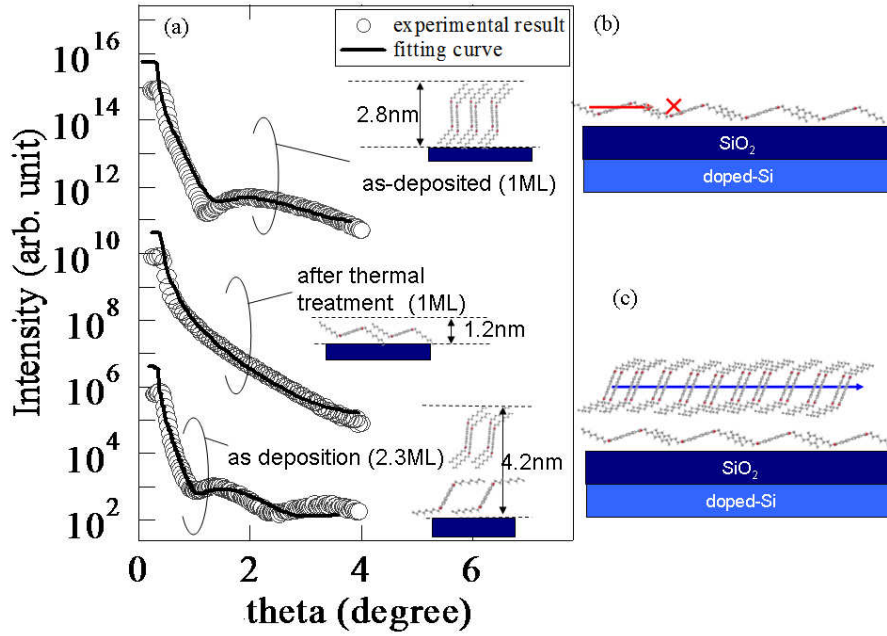 (a)
experimental result
fitting curve
(b)
10^16
10^14
10^12
10^10
10^8
10^6
10^4
10^2
Intensity (arb. unit)
2.8nm
as-deposited (1ML)
after thermal
treatment (1ML)
1.2nm
as deposition (2.3ML)
4.2nm
0 2 4 6
theta (degree)
SiO₂
doped-Si
(c)
SiO₂
doped-Si